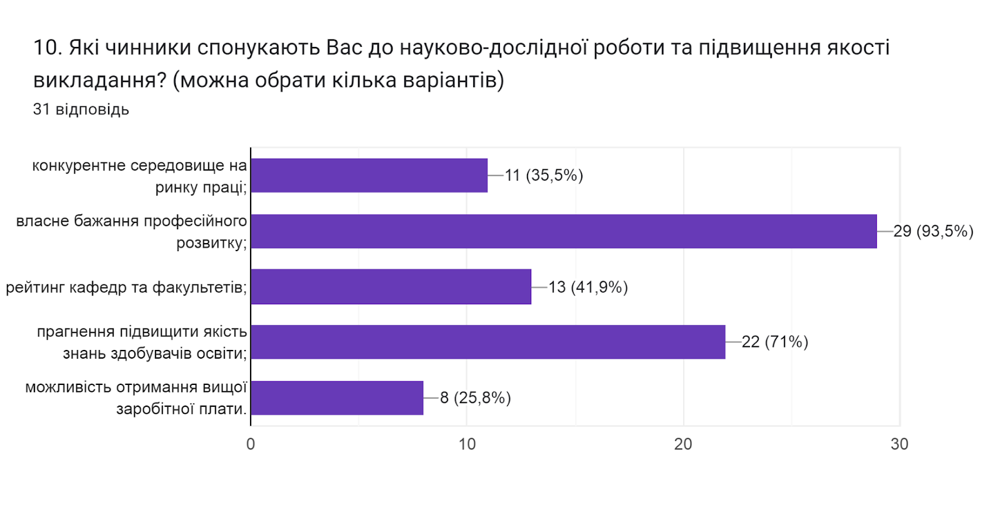 10. Які чинники спонукають Вас до науково-дослідної роботи та підвищення якості
викладання? (можна обрати кілька варіантів)
31 відповідь
конкурентне середовище на
ринку праці;
11 (35,5%)
власне бажання професійного
розвитку;
29 (93,5%)
рейтинг кафедр та факультетів;
13 (41,9%)
прагнення підвищити якість
знань здобувачів освіти;
22 (71%)
можливість отримання вищої
заробітної плати.
8 (25,8%)
0 10 20 30